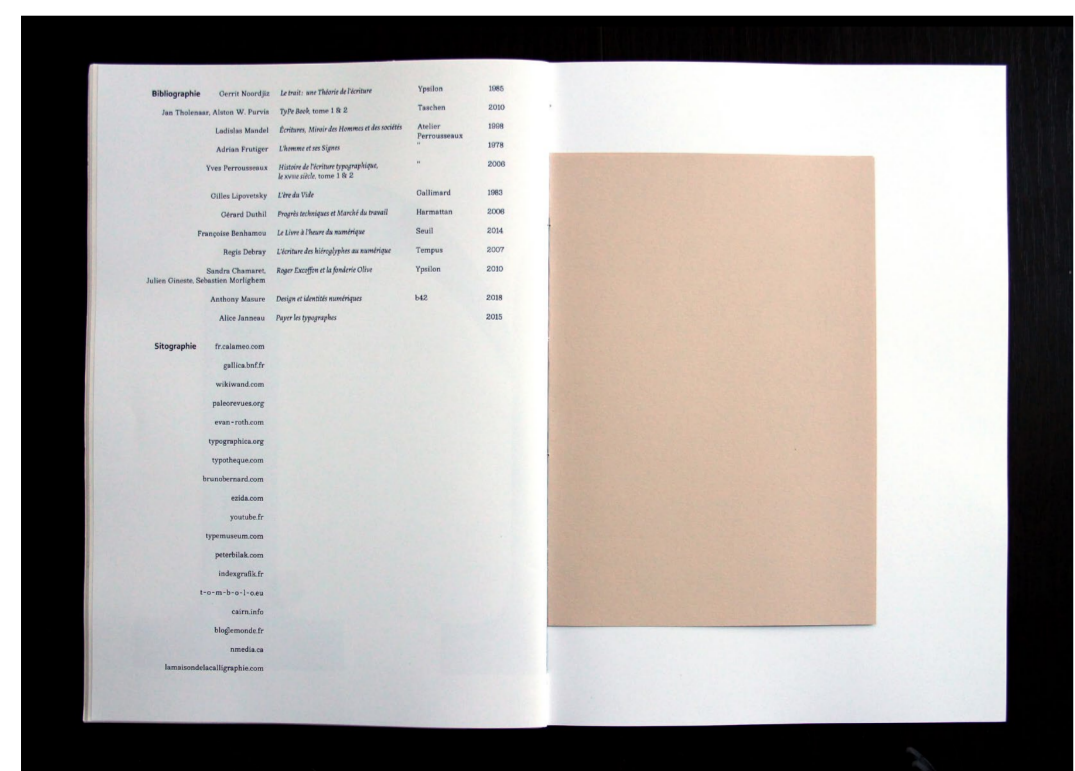 Bibliographie Gerrit Noordjiz Le trait : une Théorie de l'écriture Ypsilon 1985
Jan Tholenaar, Alston W. Purvis TyPe Book, tome 1 & 2 Taschen 2010
Ladislas Mandel Écritures, Miroir des Hommes et des sociétés Atelier Perrousseaux 1998
Adrian Frutiger L'homme et ses Signes " 1978
Yves Perrousseaux Histoire de l'écriture typographique, " 2006
le XVIIIe siècle, tome 1 & 2
Gilles Lipovetsky L'ère du Vide Gallimard 1983
Gérard Duthil Progrès techniques et Marché du travail Harmattan 2006
Françoise Benhamou Le Livre à l'heure du numérique Seuil 2014
Regis Debray L'écriture des hiéroglyphes au numérique Tempus 2007
Sandra Chamaret, Roger Excoffon et la fonderie Olive Ypsilon 2010
Julien Gineste, Sebastien Morlighem
Anthony Masure Design et identités numériques b42 2018
Alice Janneau Payer les typographes 2015
Sitographie fr.calameo.com
gallica.bnf.fr
wikiwand.com
paleorevues.org
evan-roth.com
typographica.org
typotheque.com
brunobernard.com
ezida.com
youtube.fr
typemuseum.com
peterbilak.com
indexgrafik.fr
t-o-m-b-o-l-o.eu
cairn.info
bloglemonde.fr
nmedia.ca
lamaisondelacalligraphie.com